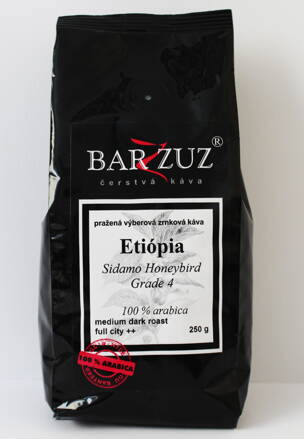 BARZZUZ®
čerstvá káva
pražená výberová zrnková káva
Etiópia
Sidamo Honeybird
Grade 4
100 % arabica
medium dark roast
full city ++
250 g
100 % ARABICA